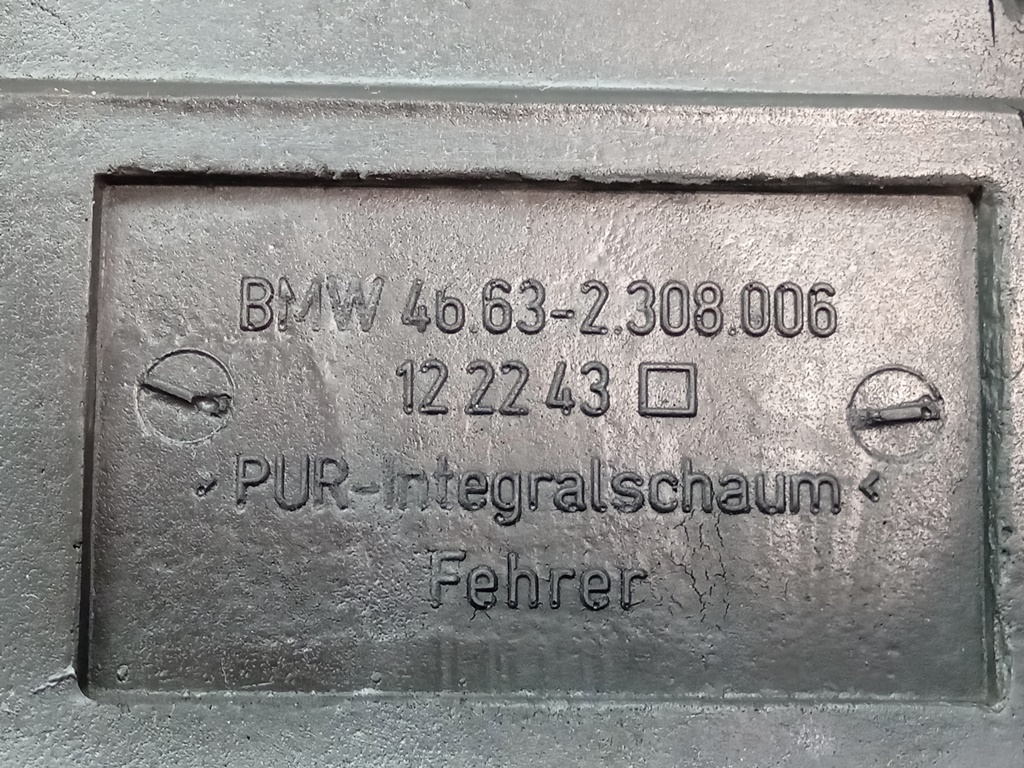 BMW 46.63-2.308.006
12 22 43
>PUR-Integralschaum<
Fehrer